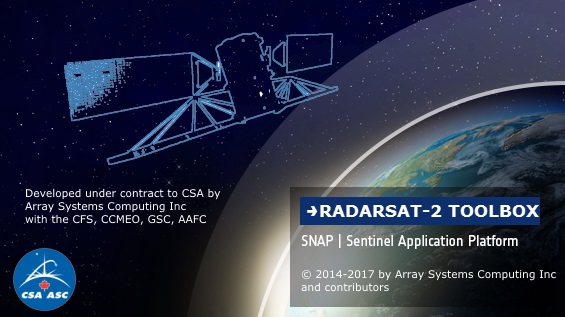 Developed under contract to CSA by
Array Systems Computing Inc
with the CFS, CCMEO, GSC, AAFC
➔RADARSAT-2 TOOLBOX
SNAP | Sentinel Application Platform
© 2014-2017 by Array Systems Computing Inc
and contributors
CSA ASC